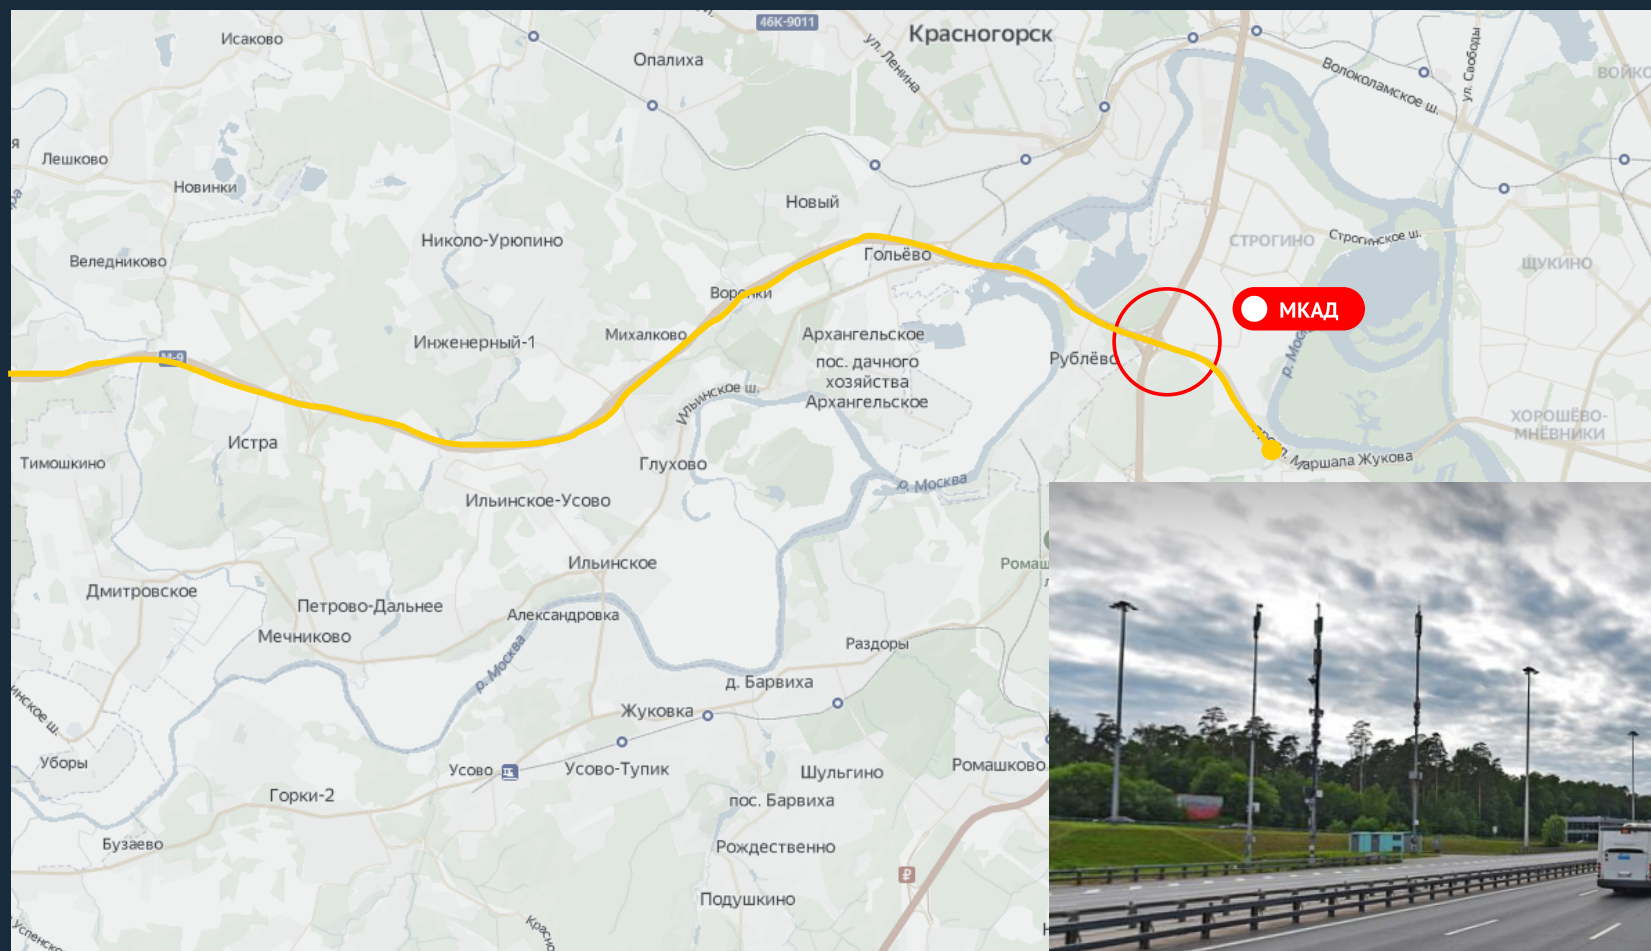 46К-9011
Красногорск
Исаково
Опалиха
ул. Ленина
Волоколамское ш.
ул. Свободы
Лешково
Новинки
Новый
Николо-Урюпино
СТРОГИНО
Строгинское ш.
ЩУКИНО
Веледниково
Гольёво
Воронки
МКАД
Инженерный-1
Михалково
Архангельское
М-9
Рублёво
пос. дачного
хозяйства
Архангельское
Ильинское ш.
ХОРОШЁВО-
МНЁВНИКИ
Истра
Тимошкино
Глухово
Маршала Жукова
р. Москва
Ильинское-Усово
Ильинское
Дмитровское
Петрово-Дальнее
Александровка
Мечниково
Раздоры
р. Москва
д. Барвиха
Жуковка
Уборы
Усово
Усово-Тупик
Шульгино
Ромашково
Горки-2
пос. Барвиха
Бузаево
Рождественно
₽
Подушкино